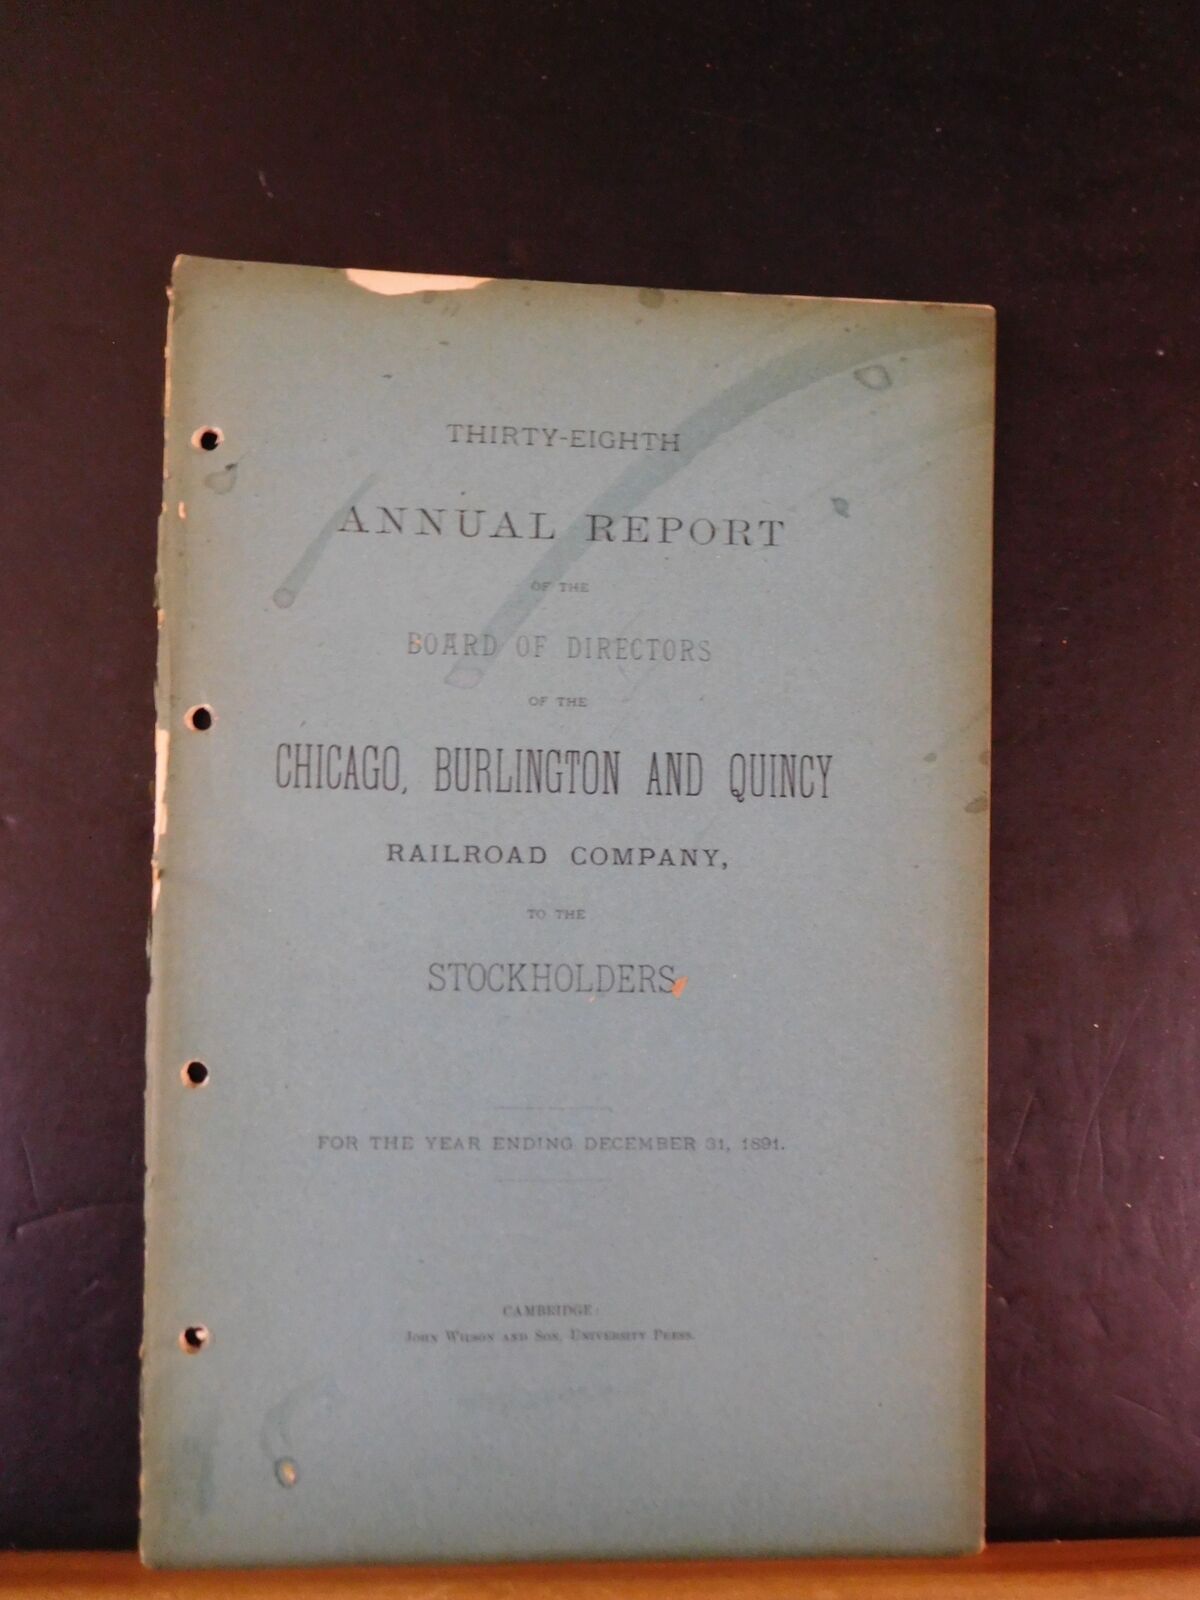 THIRTY-EIGHTH
ANNUAL REPORT
OF THE
BOARD OF DIRECTORS
OF THE
CHICAGO, BURLINGTON AND QUINCY
RAILROAD COMPANY,
TO THE
STOCKHOLDERS
FOR THE YEAR ENDING DECEMBER 31, 1891.
CAMBRIDGE:
JOHN WILSON AND SON, UNIVERSITY PRESS.